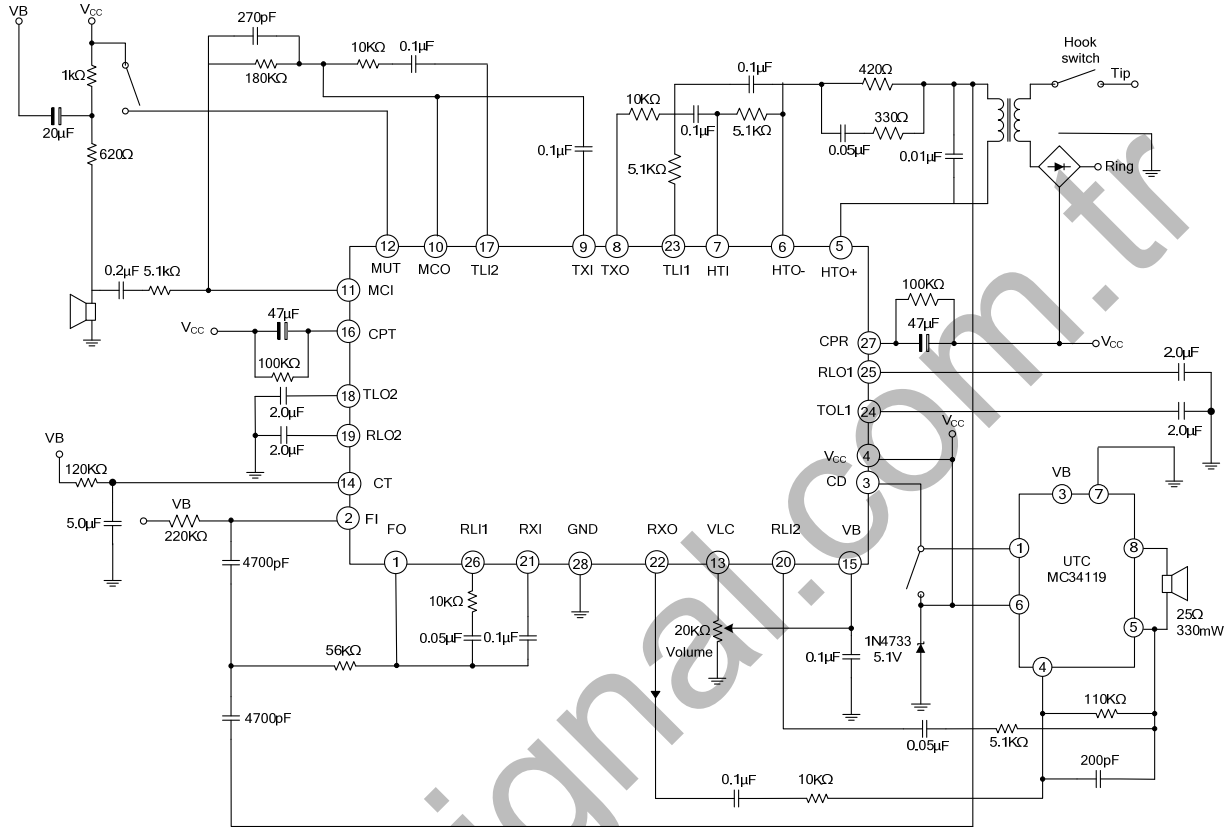 VB
VCC
270pF
10KΩ
0.1µF
1kΩ
180KΩ
20µF
620Ω
0.1µF
0.1µF
10KΩ
0.1µF
5.1KΩ
5.1KΩ
420Ω
330Ω
0.05µF
0.01µF
Hook
switch
Tip
Ring
12
10
17
9
8
23
7
6
5
MUT
MCO
TLI2
TXI
TXO
TLI1
HTI
HTO-
HTO+
0.2µF
5.1kΩ
11
MCI
VCC
47µF
16
CPT
100KΩ
18
TLO2
2.0µF
19
RLO2
2.0µF
VB
120KΩ
14
CT
5.0µF
VB
220KΩ
2
FI
100KΩ
47µF
CPR
27
VCC
RLO1
25
2.0µF
TOL1
24
2.0µF
VCC
VCC
4
CD
3
FO
RLI1
RXI
GND
RXO
VLC
RLI2
VB
1
26
21
28
22
13
20
15
4700pF
10KΩ
0.05µF
0.1µF
56KΩ
4700pF
20KΩ
Volume
0.1µF
1N4733
5.1V
VB
3
7
1
8
UTC
MC34119
6
5
4
25Ω
330mW
110KΩ
0.05µF
5.1KΩ
200pF
0.1µF
10KΩ
ignal.com.tr